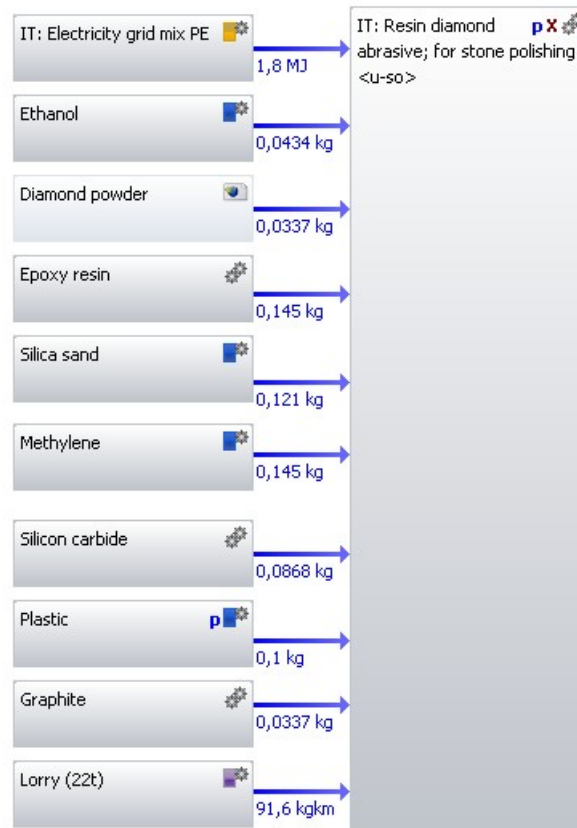 IT: Electricity grid mix PE
1,8 MJ
Ethanol
0,0434 kg
Diamond powder
0,0337 kg
Epoxy resin
0,145 kg
Silica sand
0,121 kg
Methylene
0,145 kg
Silicon carbide
0,0868 kg
Plastic p
0,1 kg
Graphite
0,0337 kg
Lorry (22t)
91,6 kgkm
IT: Resin diamond pX
abrasive; for stone polishing
<u-so>